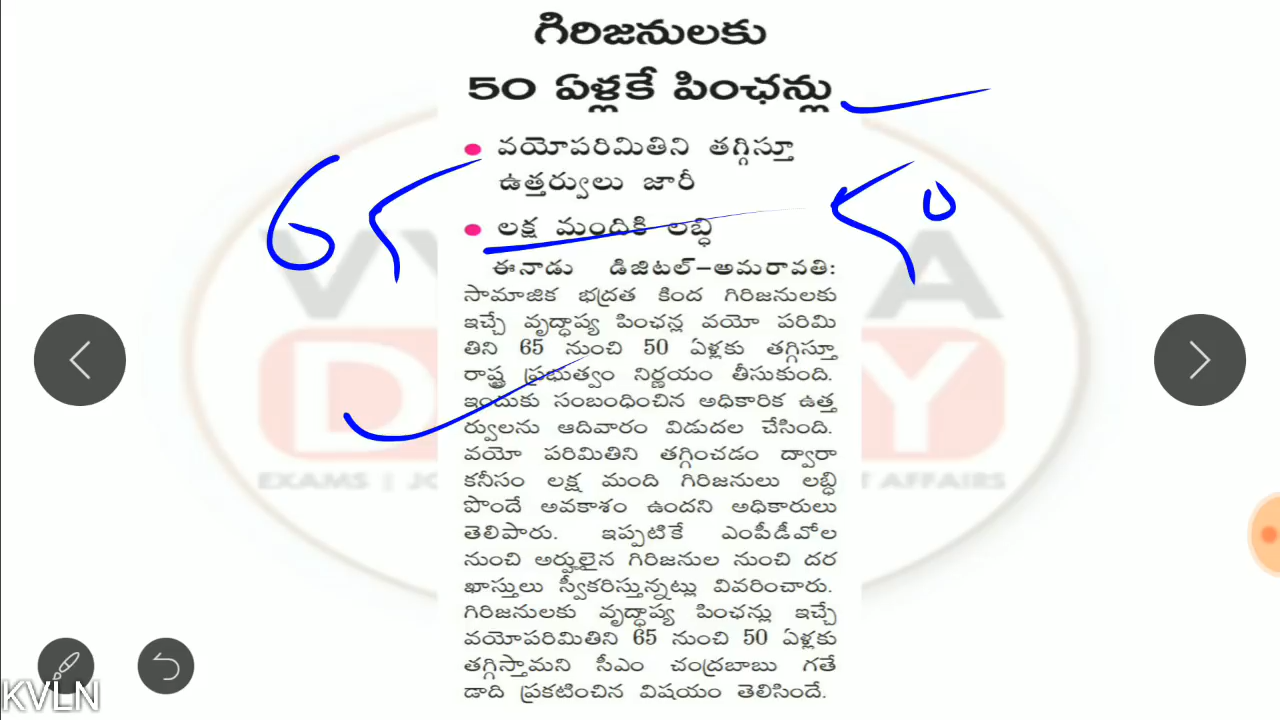 గిరిజనులకు
50 ఏళ్లకే పింఛన్లు
వయోపరిమితిని తగ్గిస్తూ
ఉత్తర్వులు జారీ
లక్ష మందికి లబ్ధి
65
50
ఈనాడు డిజిటల్-అమరావతి:
సామాజిక భద్రత కింద గిరిజనులకు
ఇచ్చే వృద్ధాప్య పింఛన్ల వయో పరిమి
తిని 65 నుంచి 50 ఏళ్లకు తగ్గిస్తూ
రాష్ట్ర ప్రభుత్వం నిర్ణయం తీసుకుంది.
ఇందుకు సంబంధించిన అధికారిక ఉత్త
ర్వులను ఆదివారం విడుదల చేసింది.
వయో పరిమితిని తగ్గించడం ద్వారా
కనీసం లక్ష మంది గిరిజనులు లబ్ధి
పొందే అవకాశం ఉందని అధికారులు
తెలిపారు. ఇప్పటికే ఎంపీడీవోల
నుంచి అర్హులైన గిరిజనుల నుంచి దర
ఖాస్తులు స్వీకరిస్తున్నట్లు వివరించారు.
గిరిజనులకు వృద్ధాప్య పింఛన్లు ఇచ్చే
వయోపరిమితిని 65 నుంచి 50 ఏళ్లకు
తగ్గిస్తామని సీఎం చంద్రబాబు గతే
డాది ప్రకటించిన విషయం తెలిసిందే.
EXAMS | JO
AFFAIRS
KVLN